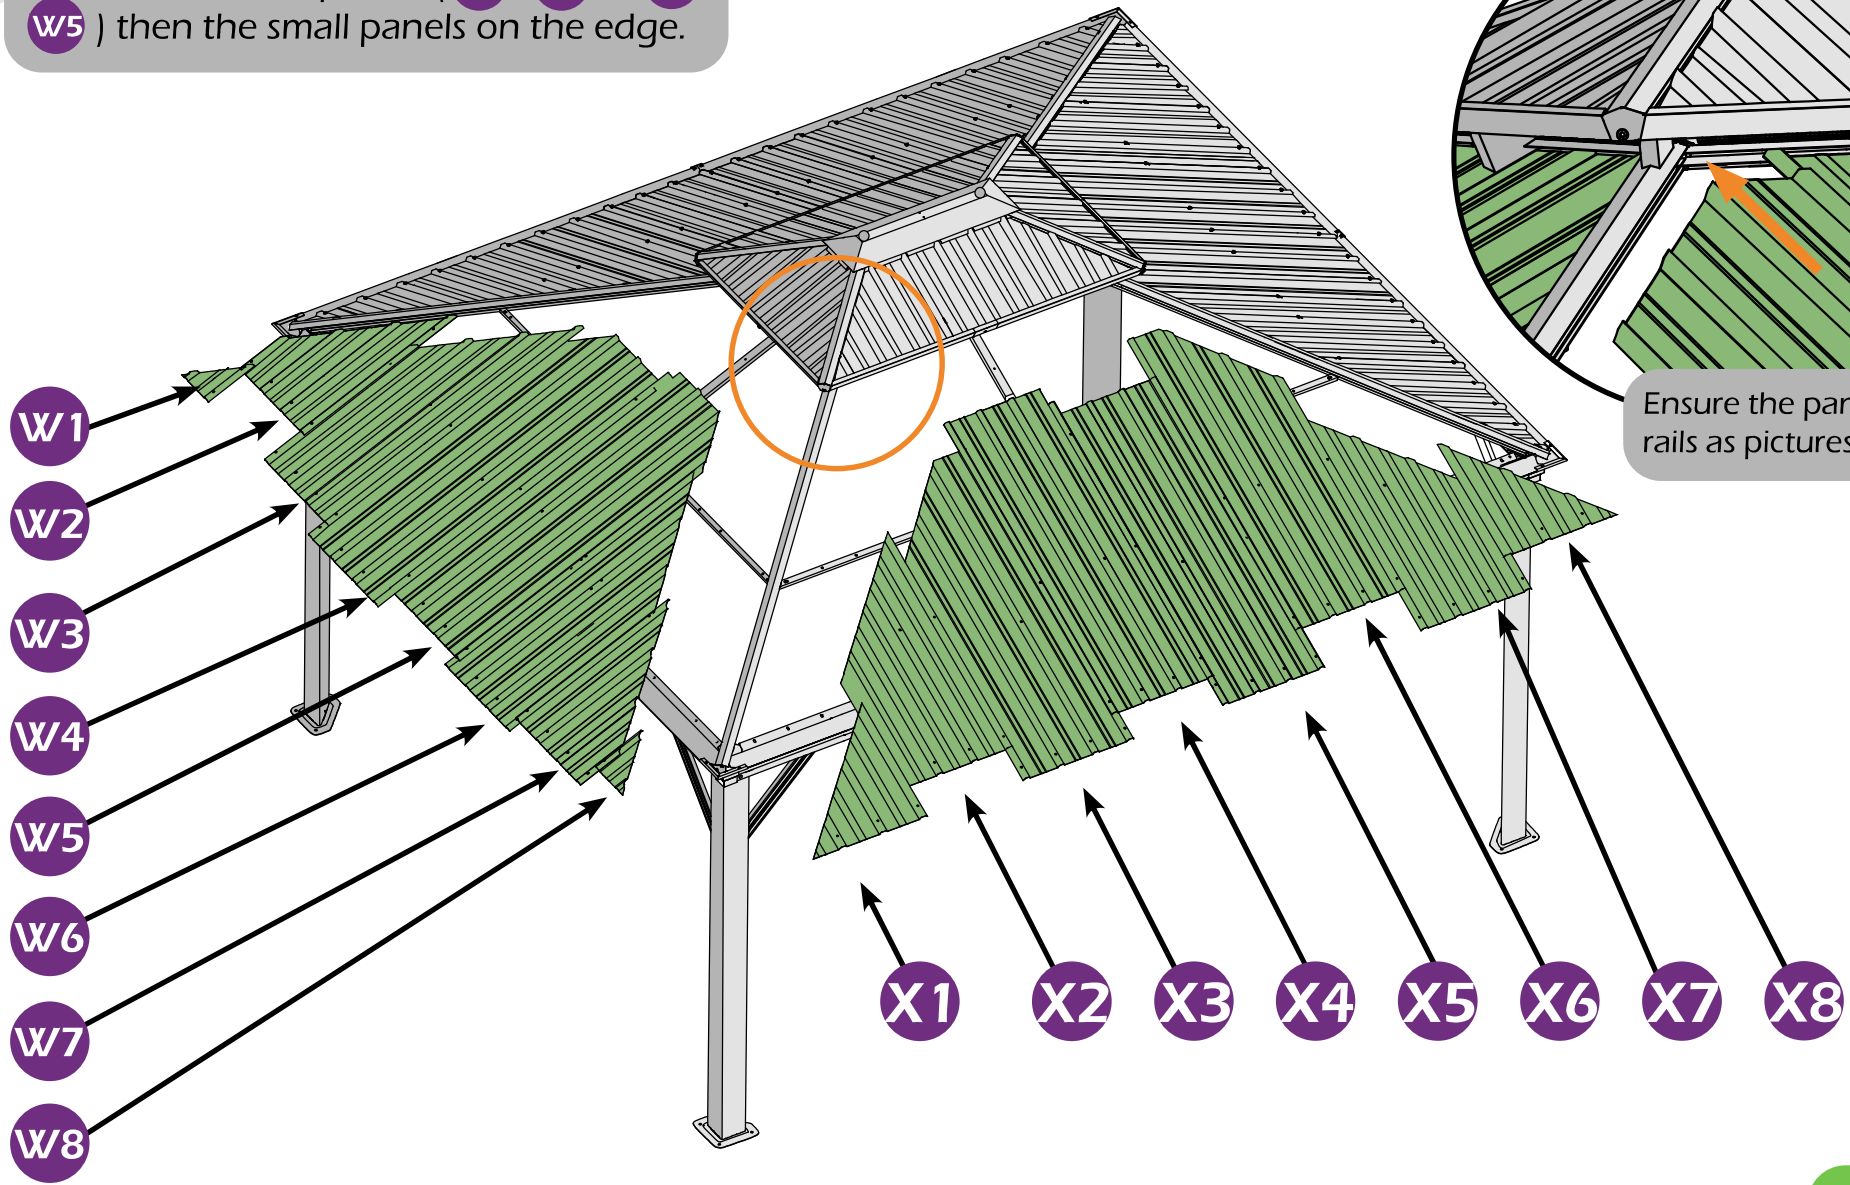 W5 ) then the small panels on the edge.
Ensure the pan
rails as pictures
W1
W2
W3
W4
W5
W6
W7
W8
X1 X2 X3 X4 X5 X6 X7 X8